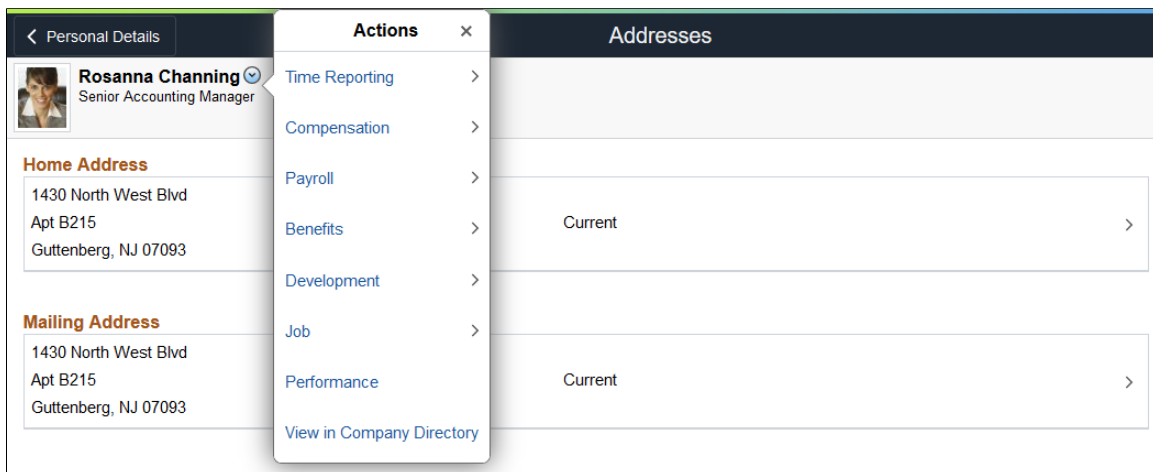 Personal Details
Addresses
Rosanna Channing
Senior Accounting Manager
Actions
Time Reporting
Compensation
Payroll
Benefits
Development
Job
Performance
View in Company Directory
Home Address
1430 North West Blvd
Apt B215
Guttenberg, NJ 07093
Current
Mailing Address
1430 North West Blvd
Apt B215
Guttenberg, NJ 07093
Current